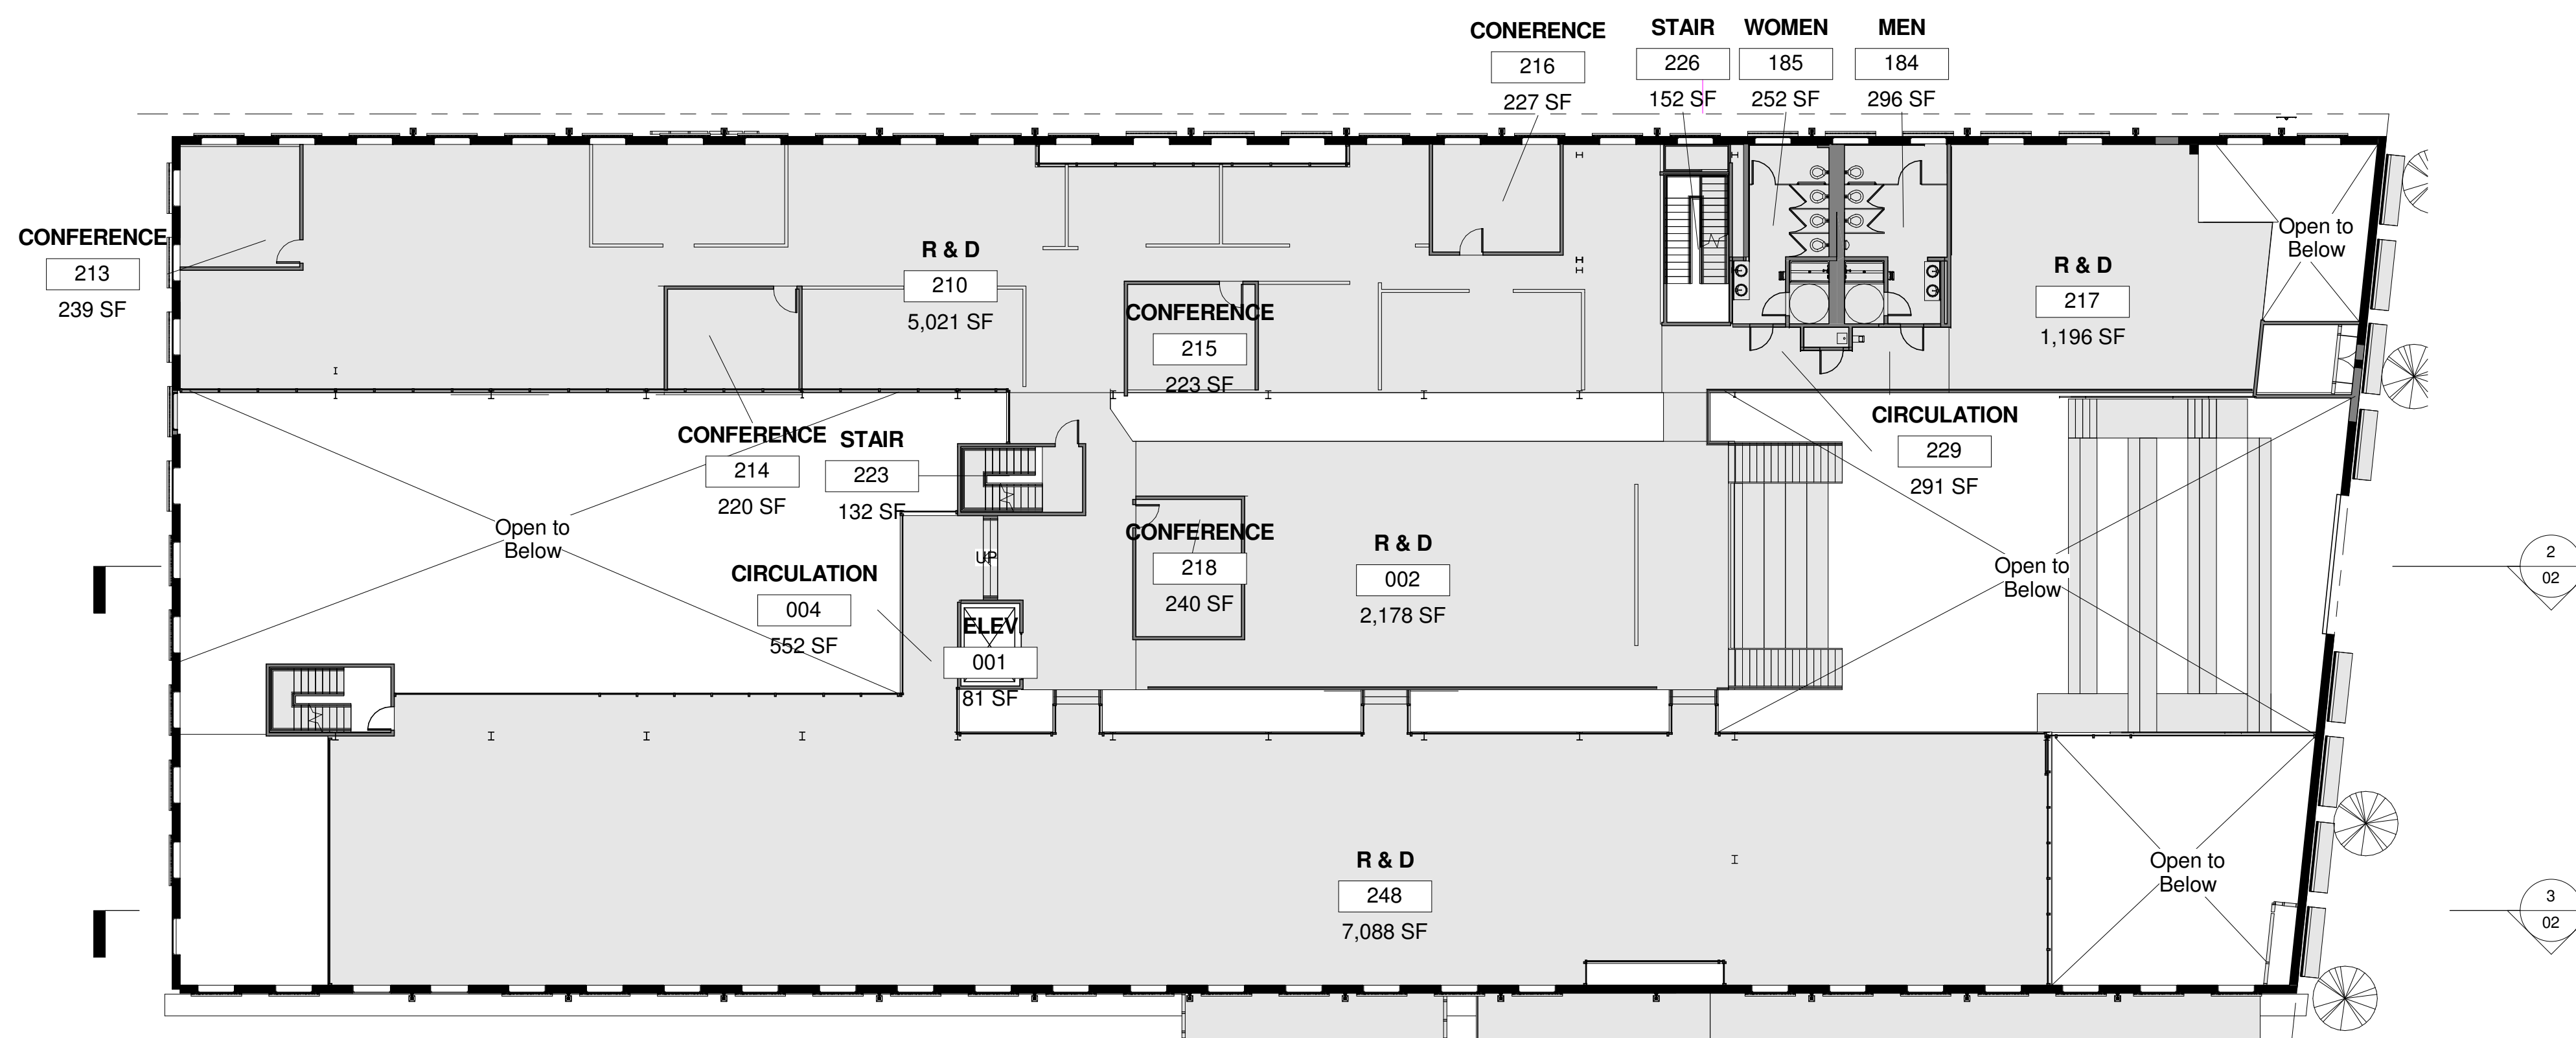 CONERENCE
216
227 SF
STAIR
226
152 SF
WOMEN
185
252 SF
MEN
184
296 SF
CONFERENCE
213
239 SF
R & D
210
5,021 SF
CONFERENCE
215
223 SF
R & D
217
1,196 SF
Open to
Below
CONFERENCE
214
220 SF
STAIR
223
132 SF
CIRCULATION
229
291 SF
Open to
Below
UP
CIRCULATION
004
552 SF
ELEV
001
81 SF
CONFERENCE
218
240 SF
R & D
002
2,178 SF
Open to
Below
2
02
R & D
248
7,088 SF
Open to
Below
3
02